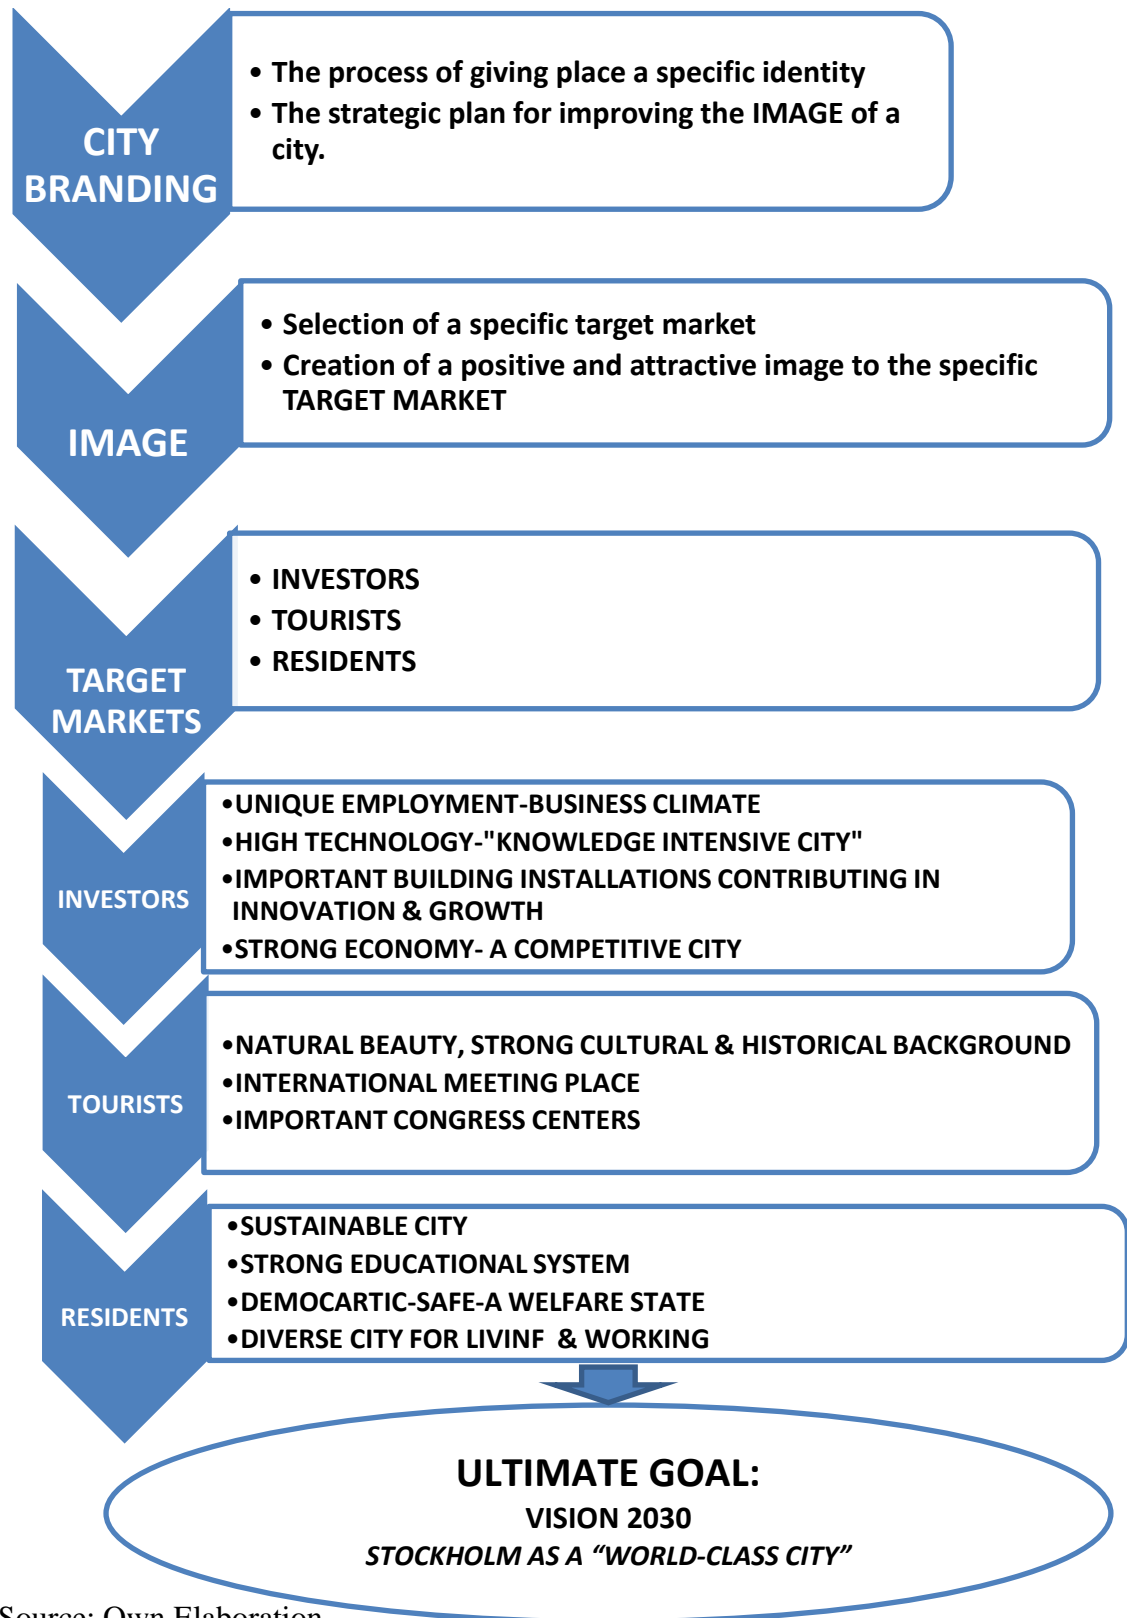 CITY
BRANDING
• The process of giving place a specific identity
• The strategic plan for improving the IMAGE of a
city.
IMAGE
• Selection of a specific target market
• Creation of a positive and attractive image to the specific
TARGET MARKET
TARGET
MARKETS
• INVESTORS
• TOURISTS
• RESIDENTS
INVESTORS
•UNIQUE EMPLOYMENT-BUSINESS CLIMATE
•HIGH TECHNOLOGY-"KNOWLEDGE INTENSIVE CITY"
•IMPORTANT BUILDING INSTALLATIONS CONTRIBUTING IN
INNOVATION & GROWTH
•STRONG ECONOMY- A COMPETITIVE CITY
TOURISTS
•NATURAL BEAUTY, STRONG CULTURAL & HISTORICAL BACKGROUND
•INTERNATIONAL MEETING PLACE
•IMPORTANT CONGRESS CENTERS
RESIDENTS
•SUSTAINABLE CITY
•STRONG EDUCATIONAL SYSTEM
•DEMOCARTIC-SAFE-A WELFARE STATE
•DIVERSE CITY FOR LIVINF & WORKING
ULTIMATE GOAL:
VISION 2030
STOCKHOLM AS A “WORLD-CLASS CITY”
Source: Own Elaboration